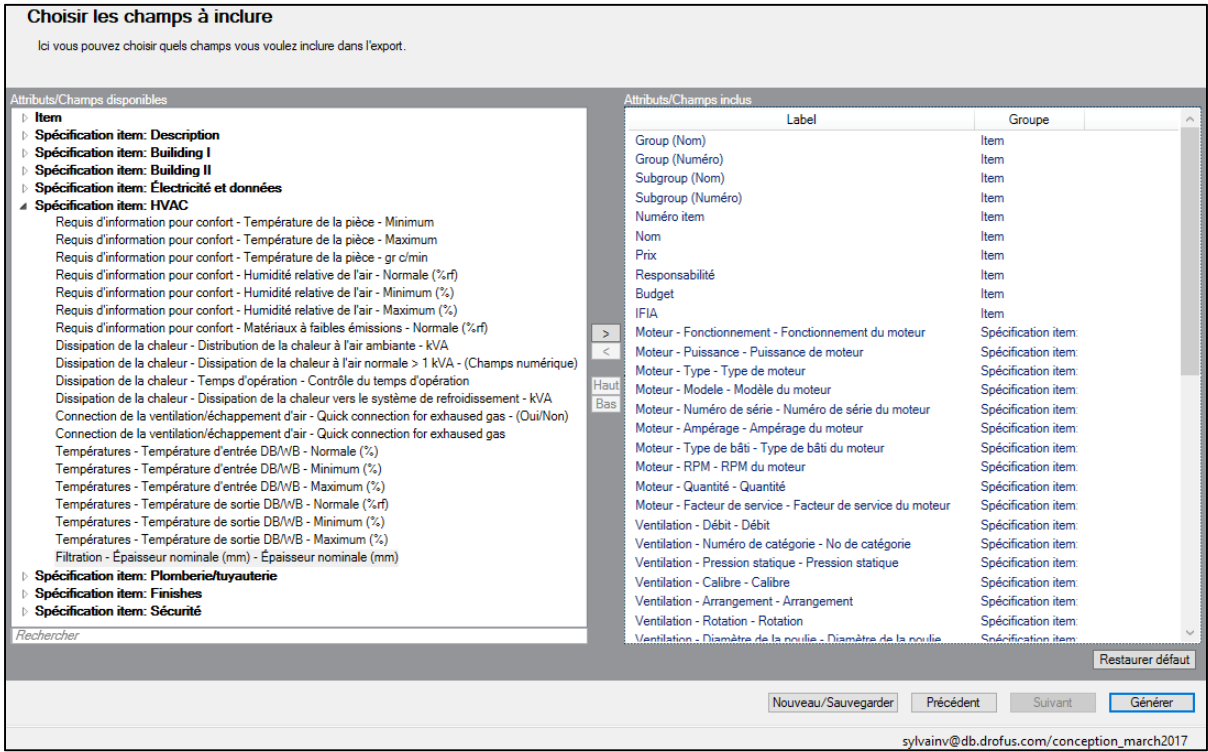 Choisir les champs à inclure
Ici vous pouvez choisir quels champs vous voulez inclure dans l'export.
Attributs/Champs disponibles
Item
Spécification item: Description
Spécification item: Builiding I
Spécification item: Building II
Spécification item: Électricité et données
Spécification item: HVAC
Requis d'information pour confort - Température de la pièce - Minimum
Requis d'information pour confort - Température de la pièce - Maximum
Requis d'information pour confort - Température de la pièce - gr c/min
Requis d'information pour confort - Humidité relative de l'air - Normale (%rf)
Requis d'information pour confort - Humidité relative de l'air - Minimum (%)
Requis d'information pour confort - Humidité relative de l'air - Maximum (%)
Requis d'information pour confort - Matériaux à faibles émissions - Normale (%rf)
Dissipation de la chaleur - Distribution de la chaleur à l'air ambiante - kVA
Dissipation de la chaleur - Dissipation de la chaleur à l'air normale > 1 kVA - (Champs numérique)
Dissipation de la chaleur - Temps d'opération - Contrôle du temps d'opération
Dissipation de la chaleur - Dissipation de la chaleur vers le système de refroidissement - kVA
Connection de la ventilation/échappement d'air - Quick connection for exhaused gas - (Oui/Non)
Connection de la ventilation/échappement d'air - Quick connection for exhaused gas
Températures - Température d'entrée DB/WB - Normale (%)
Températures - Température d'entrée DB/WB - Minimum (%)
Températures - Température d'entrée DB/WB - Maximum (%)
Températures - Température de sortie DB/WB - Normale (%rf)
Températures - Température de sortie DB/WB - Minimum (%)
Températures - Température de sortie DB/WB - Maximum (%)
Filtration - Épaisseur nominale (mm) - Épaisseur nominale (mm)
Spécification item: Plomberie/tuyauterie
Spécification item: Finishes
Spécification item: Sécurité
Rechercher
>
<
Haut
Bas
Attributs/Champs inclus
Label Groupe
Group (Nom) Item
Group (Numéro) Item
Subgroup (Nom) Item
Subgroup (Numéro) Item
Numéro item Item
Nom Item
Prix Item
Responsabilité Item
Budget Item
IFIA Item
Moteur - Fonctionnement - Fonctionnement du moteur Spécification item:
Moteur - Puissance - Puissance de moteur Spécification item:
Moteur - Type - Type de moteur Spécification item:
Moteur - Modele - Modèle du moteur Spécification item:
Moteur - Numéro de série - Numéro de série du moteur Spécification item:
Moteur - Ampérage - Ampérage du moteur Spécification item:
Moteur - Type de bâti - Type de bâti du moteur Spécification item:
Moteur - RPM - RPM du moteur Spécification item:
Moteur - Quantité - Quantité Spécification item:
Moteur - Facteur de service - Facteur de service du moteur Spécification item:
Ventilation - Débit - Débit Spécification item:
Ventilation - Numéro de catégorie - No de catégorie Spécification item:
Ventilation - Pression statique - Pression statique Spécification item:
Ventilation - Calibre - Calibre Spécification item:
Ventilation - Arrangement - Arrangement Spécification item:
Ventilation - Rotation - Rotation Spécification item:
Ventilation - Diamètre de la poulie - Diamètre de la poulie Spécification item:
Restaurer défaut
Nouveau/Sauvegarder Précédent Suivant Générer
sylvainv@db.drofus.com/conception_march2017